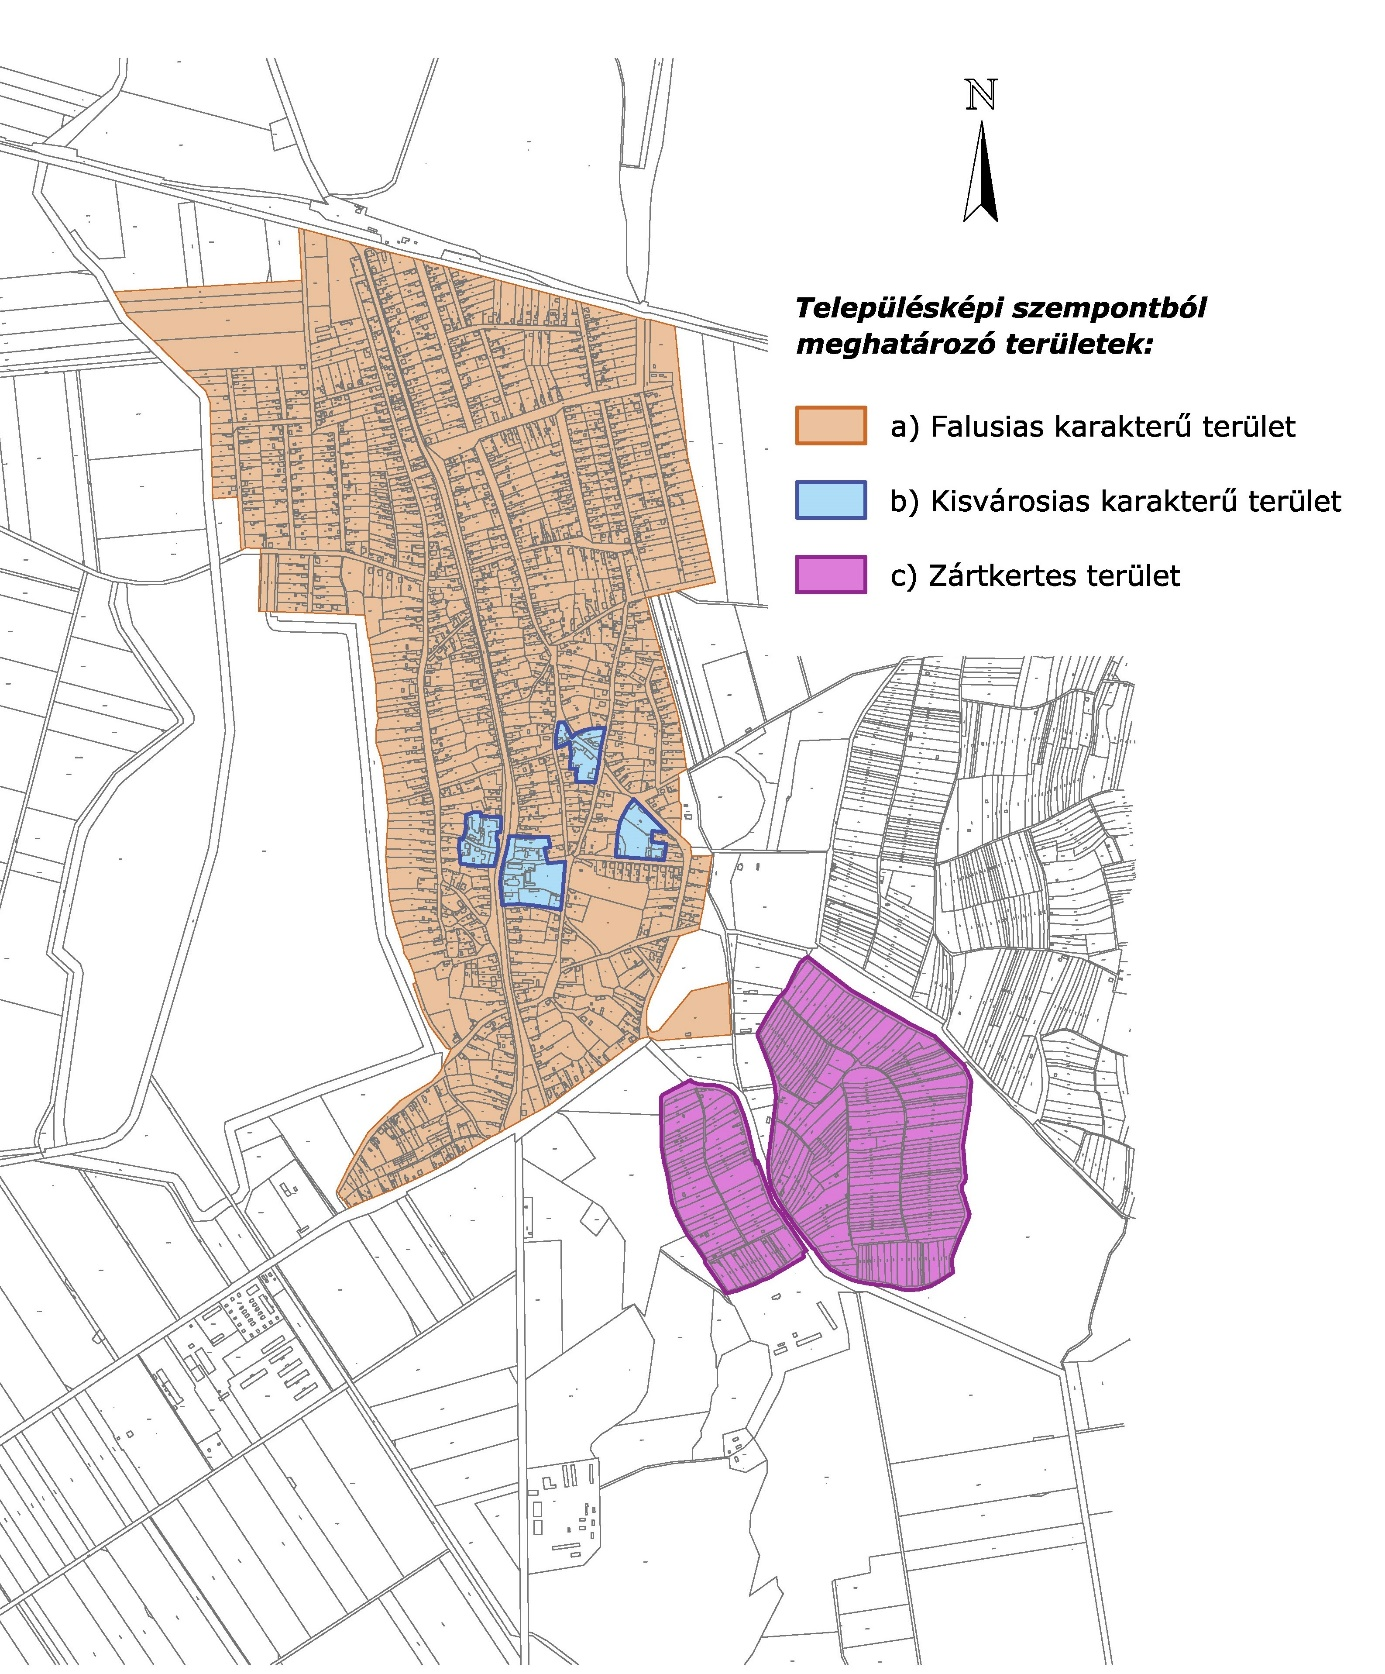 N
Településképi szempontból
meghatározó területek:
a) Falusias karakterű terület
b) Kisvárosias karakterű terület
c) Zártkertes terület